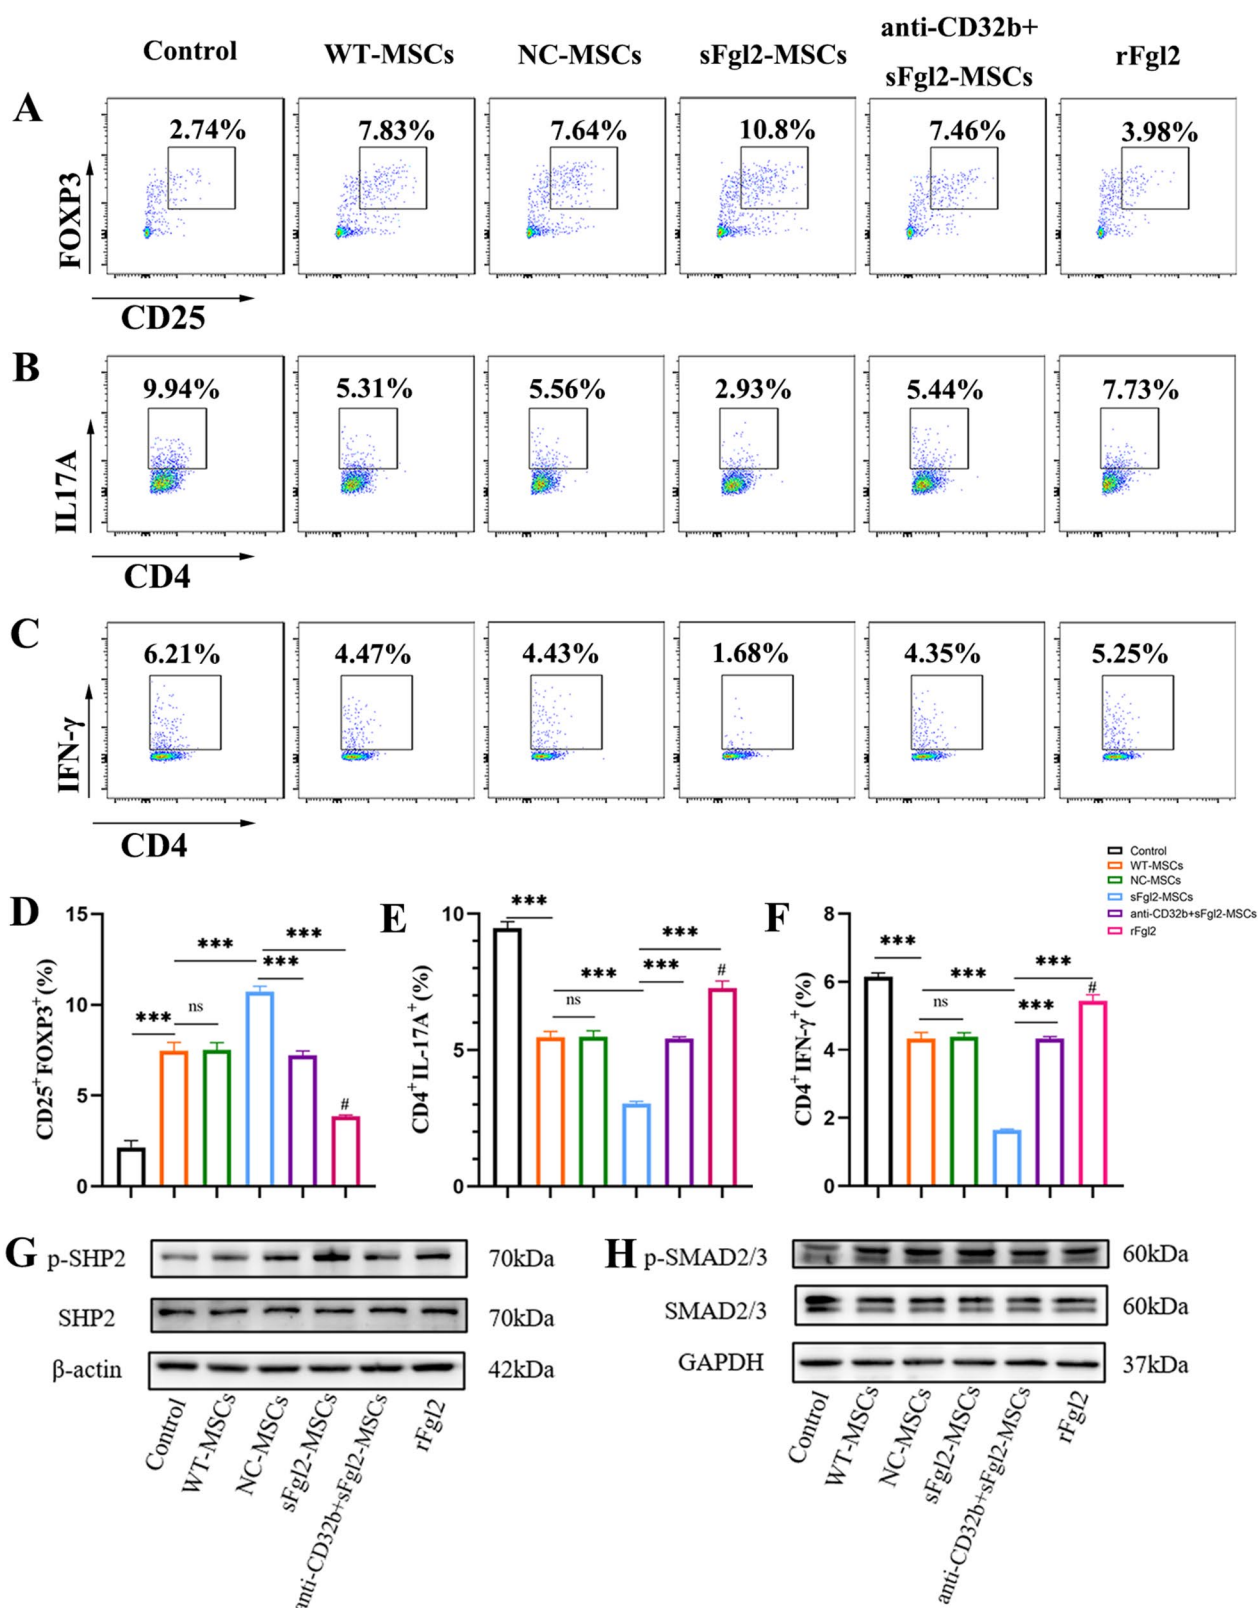 Control
WT-MSCs
NC-MSCs
sFgl2-MSCs
anti-CD32b+
sFgl2-MSCs
rFgl2
A
2.74%
7.83%
7.64%
10.8%
7.46%
3.98%
FOXP3
CD25
B
9.94%
5.31%
5.56%
2.93%
5.44%
7.73%
IL17A
CD4
C
6.21%
4.47%
4.43%
1.68%
4.35%
5.25%
IFN-γ
CD4
Control
WT-MSCs
NC-MSCs
sFgl2-MSCs
anti-CD32b+sFgl2-MSCs
rFgl2
D
CD25⁺FOXP3⁺(%)
15
10
5
0
***
ns
***
***
***
#
E
CD4⁺IL-17A⁺(%)
10
5
0
***
ns
***
***
***
#
F
CD4⁺IFN-γ⁺(%)
8
6
4
2
0
***
ns
***
***
***
#
G
p-SHP2
70kDa
SHP2
70kDa
β-actin
42kDa
Control
WT-MSCs
NC-MSCs
sFgl2-MSCs
anti-CD32b+sFgl2-MSCs
rFgl2
H
p-SMAD2/3
60kDa
SMAD2/3
60kDa
GAPDH
37kDa
Control
WT-MSCs
NC-MSCs
sFgl2-MSCs
anti-CD32b+sFgl2-MSCs
rFgl2